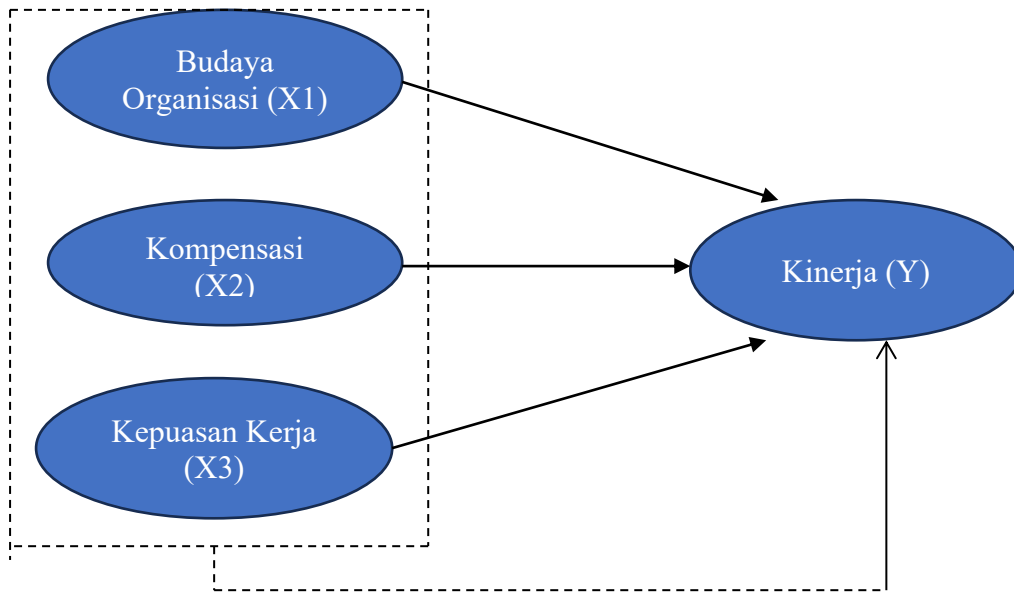 Budaya
Organisasi (X1)
Kompensasi
(X2)
Kinerja (Y)
Kepuasan Kerja
(X3)